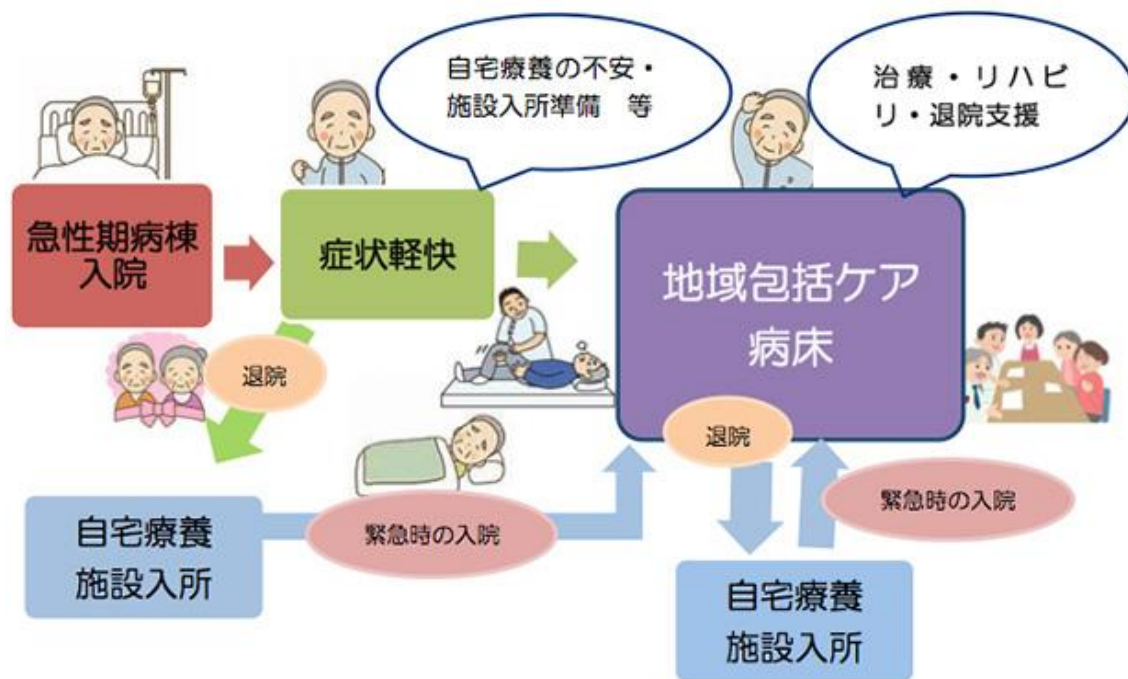 自宅療養の不安・
施設入所準備　等
治療・リハビ
リ・退院支援
急性期病棟
入院
症状軽快
地域包括ケア
病床
退院
退院
緊急時の入院
緊急時の入院
自宅療養
施設入所
自宅療養
施設入所